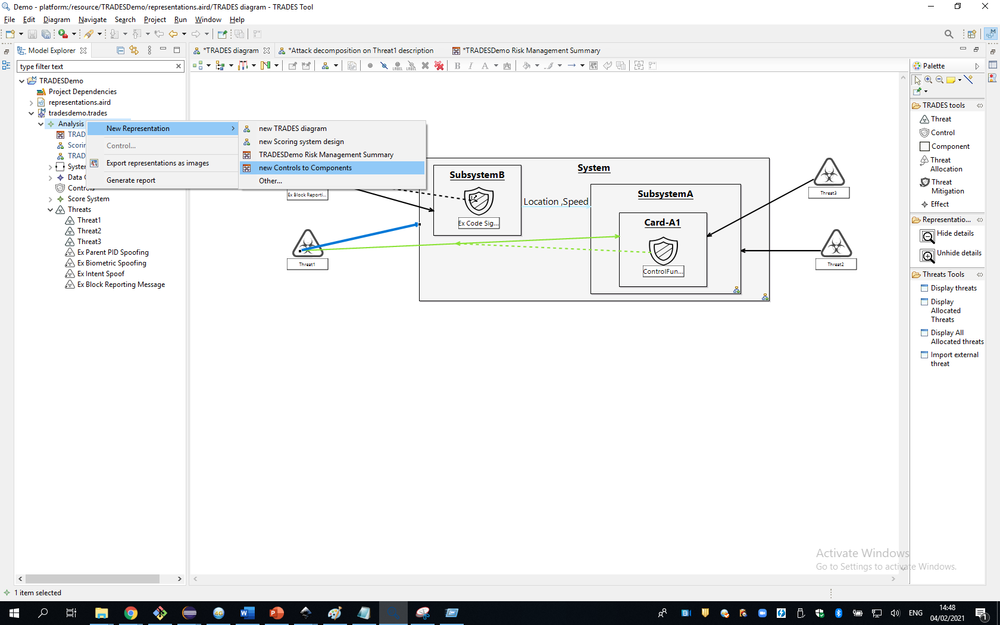 Demo - platform:/resource/TRADESDemo/representations.aird/TRADES diagram - TRADES Tool
File Edit Diagram Navigate Search Project Run Window Help
Model Explorer
*TRADES diagram
*Attack decomposition on Threat1 description
*TRADESDemo Risk Management Summary
type filter text
TRADESDemo
Project Dependencies
representations.aird
tradesdemo.trades
Analysis
TRAD
Scorin
TRAD
System
Data
Controls
Score System
Threats
Threat1
Threat2
Threat3
Ex Parent PID Spoofing
Ex Biometric Spoofing
Ex Intent Spoof
Ex Block Reporting Message
New Representation
Control...
Export representations as images
Generate report
new TRADES diagram
new Scoring system design
TRADESDemo Risk Management Summary
new Controls to Components
Other...
LABEL LABEL
B I A
System
SubsystemB
Ex Code Sig...
Location ,Speed
SubsystemA
Card-A1
ControlFun...
Ex Block Reporti...
Threat1
Threat3
Threat2
Palette
TRADES tools
Threat
Control
Component
Threat
Allocation
Threat
Mitigation
Effect
Representatio...
Hide details
Unhide details
Threats Tools
Display threats
Display
Allocated
Threats
Display All
Allocated threats
Import external
threat
Activate Windows
Go to Settings to activate Windows.
1 item selected
ENG
14:48
04/02/2021
1